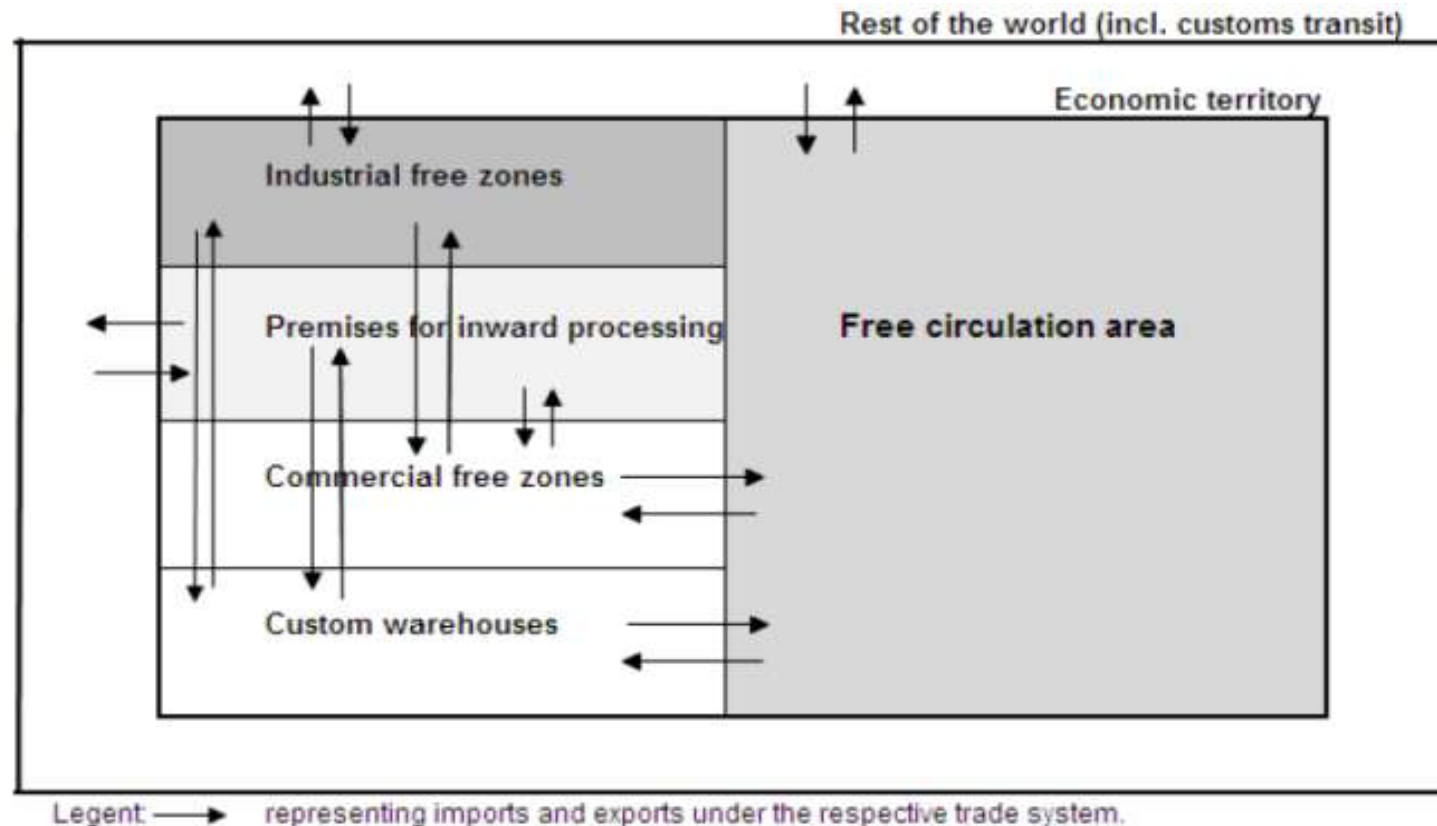 Rest of the world (incl. customs transit)
Economic territory
Industrial free zones
Premises for inward processing
Free circulation area
Commercial free zones
Custom warehouses
Legent representing imports and exports under the respective trade system.